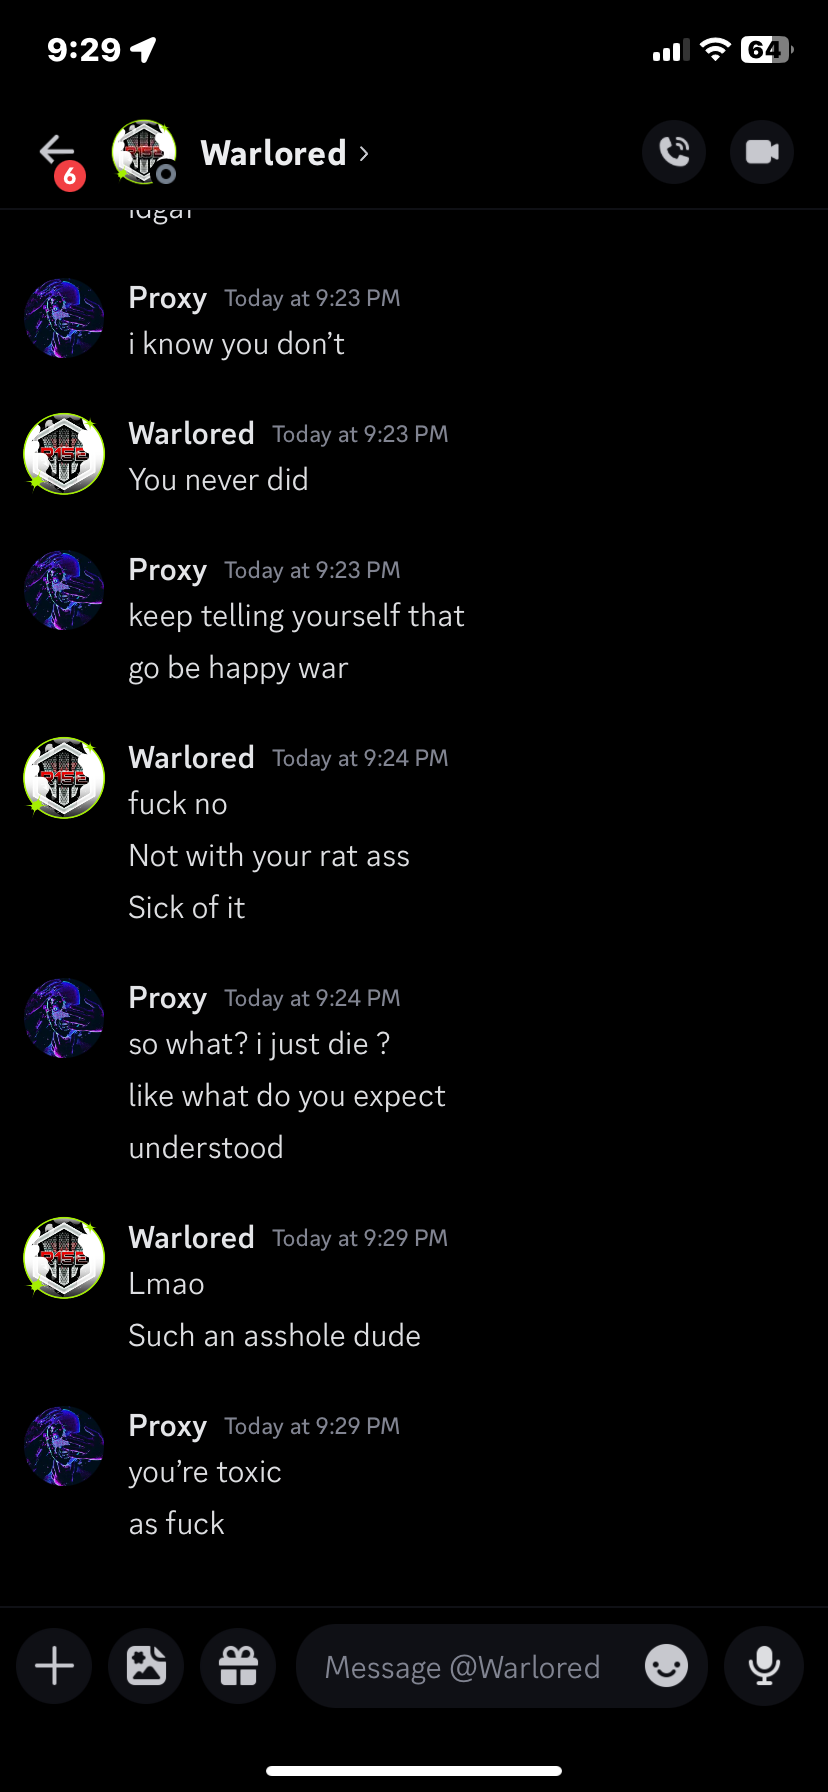 9:29
64
6
Warlored ›
idgaf
Proxy Today at 9:23 PM
i know you don’t
Warlored Today at 9:23 PM
You never did
Proxy Today at 9:23 PM
keep telling yourself that
go be happy war
Warlored Today at 9:24 PM
fuck no
Not with your rat ass
Sick of it
Proxy Today at 9:24 PM
so what? i just die ?
like what do you expect
understood
Warlored Today at 9:29 PM
Lmao
Such an asshole dude
Proxy Today at 9:29 PM
you’re toxic
as fuck
Message @Warlored